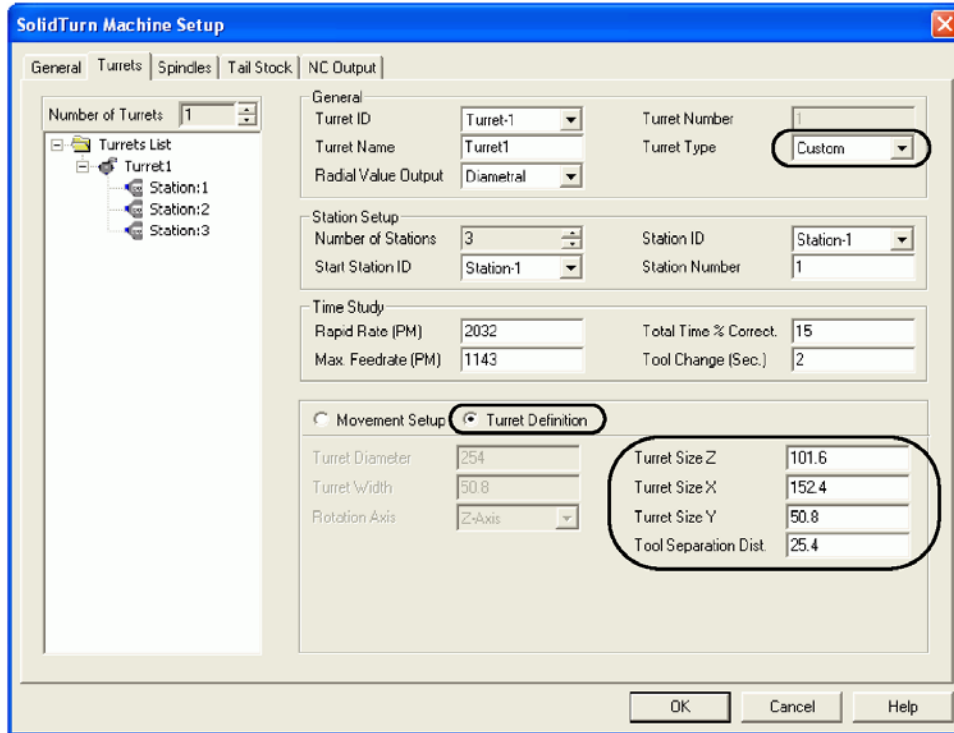 SolidTurn Machine Setup
General Turrets Spindles Tail Stock NC Output
Number of Turrets 1
Turrets List
Turret1
Station:1
Station:2
Station:3
General
Turret ID Turret-1 Turret Number 1
Turret Name Turret1 Turret Type Custom
Radial Value Output Diametral
Station Setup
Number of Stations 3 Station ID Station-1
Start Station ID Station-1 Station Number 1
Time Study
Rapid Rate (PM) 2032 Total Time % Correct. 15
Max. Feedrate (PM) 1143 Tool Change (Sec.) 2
Movement Setup Turret Definition
Turret Diameter 254 Turret Size Z 101.6
Turret Width 50.8 Turret Size X 152.4
Rotation Axis Z-Axis Turret Size Y 50.8
Tool Separation Dist. 25.4
OK Cancel Help